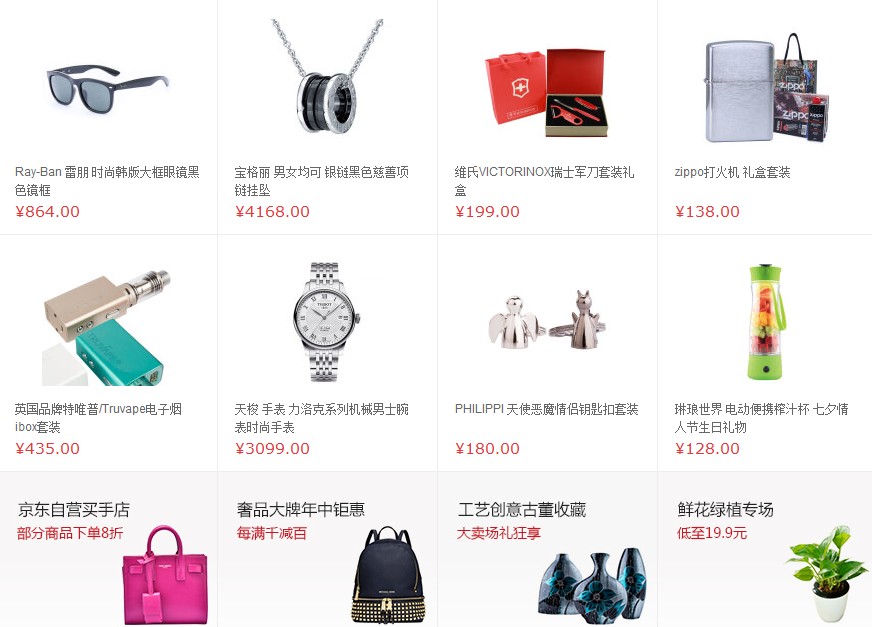 Ray-Ban 雷朋 时尚韩版大框眼镜黑
色镜框
¥864.00
宝格丽 男女均可 银链黑色慈善项
链挂坠
¥4168.00
维氏VICTORINOX瑞士军刀套装礼
盒
¥199.00
zippo
zippo
zippo打火机 礼盒套装
¥138.00
英国品牌特唯普/Truvape电子烟
ibox套装
¥435.00
TISSOT
天梭 手表 力洛克系列机械男士腕
表时尚手表
¥3099.00
PHILIPPI 天使恶魔情侣钥匙扣套装
¥180.00
琳琅世界 电动便携榨汁杯 七夕情
人节生日礼物
¥128.00
京东自营买手店
部分商品下单8折
奢品大牌年中钜惠
每满千减百
工艺创意古董收藏
大卖场礼狂享
鲜花绿植专场
低至19.9元